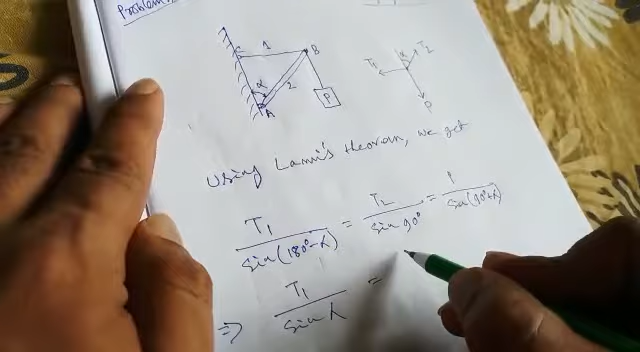 Problem
C 1 B
α 2 P
A
T₁ α T₂
P
Using Lami's theorem, we get
T₁/sin(180°-α) = T₂/sin 90° = P/sin(90°+α)
⇒ T₁/sin α =